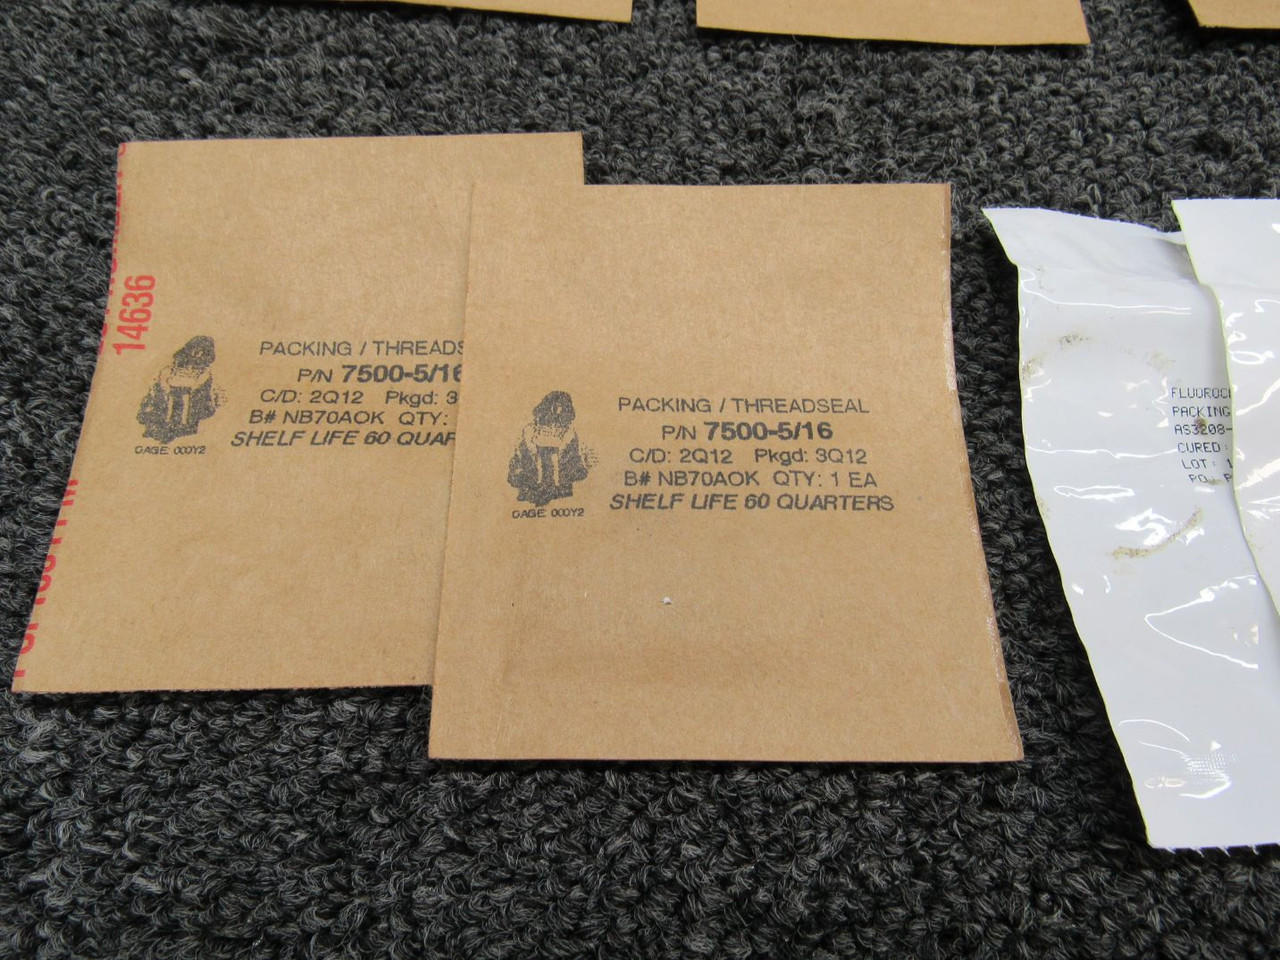 14636
PACKING / THREADS
P/N 7500-5/16
C/D: 2Q12 Pkgd: 3
B# NB70AOK QTY:
SHELF LIFE 60 QUAR
CAGE 000Y2
PACKING / THREADSEAL
P/N 7500-5/16
C/D: 2Q12 Pkgd: 3Q12
B# NB70AOK QTY: 1 EA
SHELF LIFE 60 QUARTERS
CAGE 000Y2
FLUOROC
PACKING
AS3208-
CURED:
LOT: 1
PO. P